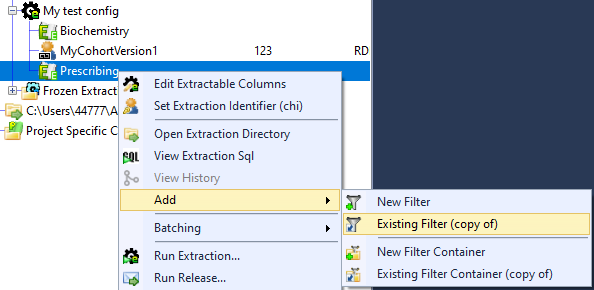 My test config
Biochemistry
MyCohortVersion1 123 RD
Prescribing
Frozen Extract
C:\Users\44777\A
Project Specific C
Edit Extractable Columns
Set Extraction Identifier (chi)
Open Extraction Directory
SQL View Extraction Sql
View History
Add
Batching
Run Extraction...
Run Release...
New Filter
Existing Filter (copy of)
New Filter Container
Existing Filter Container (copy of)